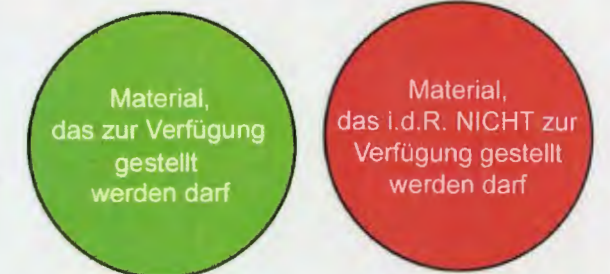 Material,
das zur Verfügung
gestellt
werden darf
Material,
das i.d.R. NICHT zur
Verfügung gestellt
werden darf